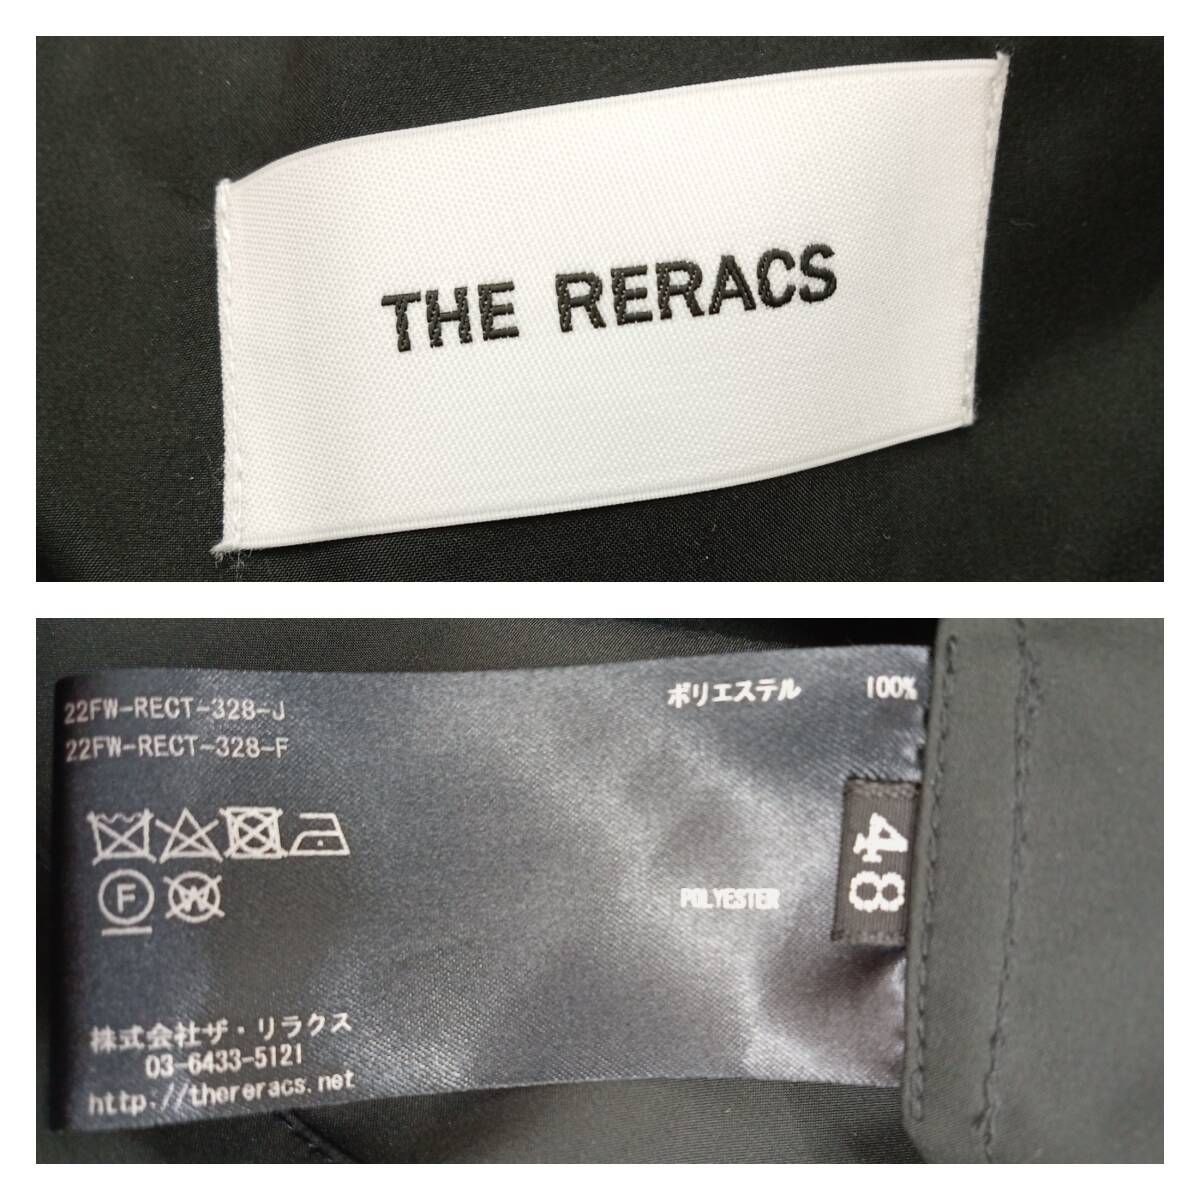 THE RERACS
22FW-RECT-328-J
22FW-RECT-328-F
ポリエステル 100%
48
POLYESTER
F
W
株式会社ザ・リラクス
03-6433-5121
http://thereracs.net